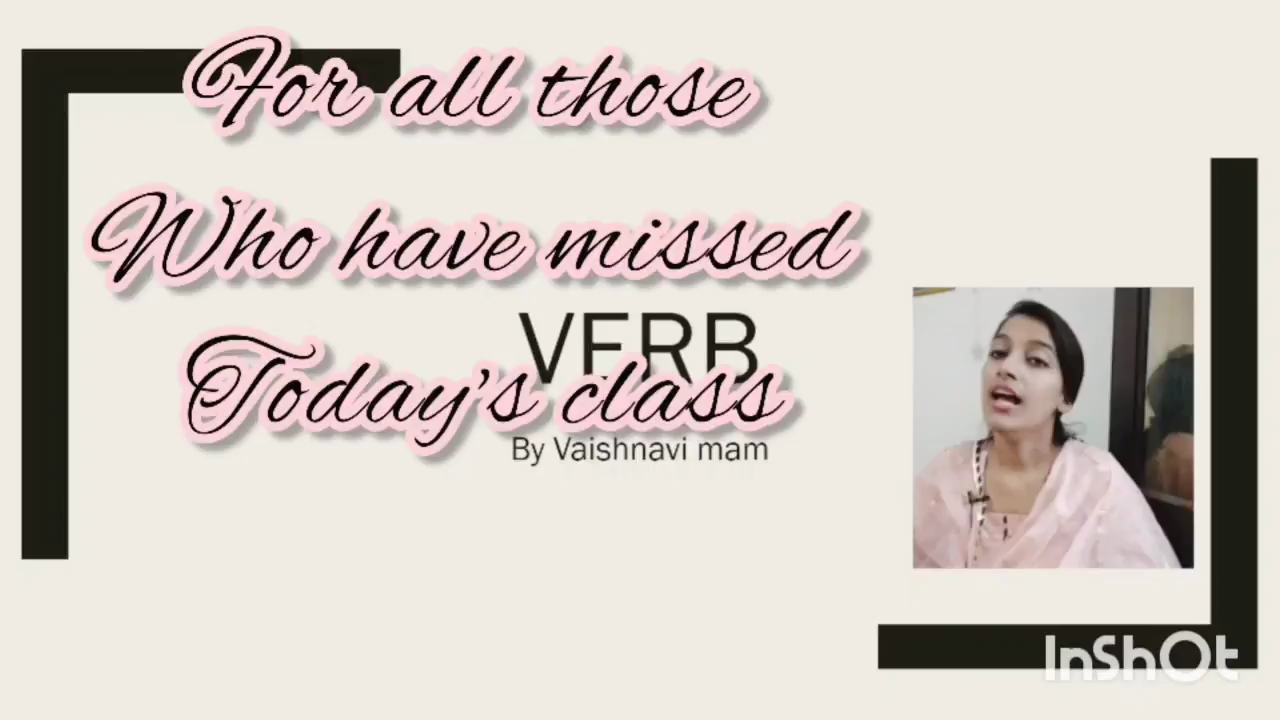 For all those
Who have missed
VERB
Today's class
By Vaishnavi mam
InShOt